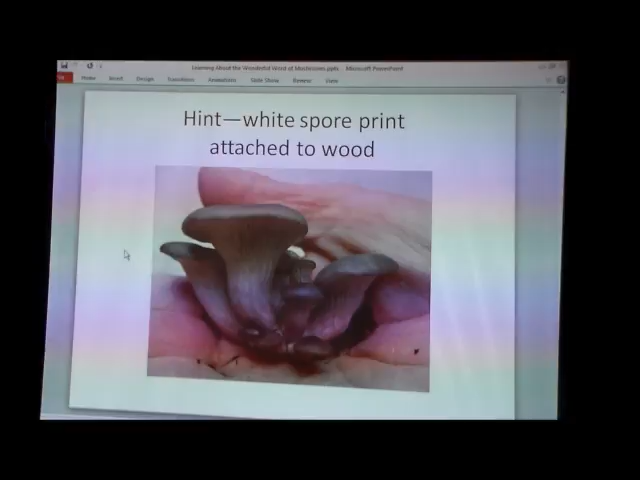 Learning About the Wonderful World of Mushrooms.pptx - Microsoft PowerPoint
Home Insert Design Transitions Animations Slide Show Review View
Hint—white spore print
attached to wood